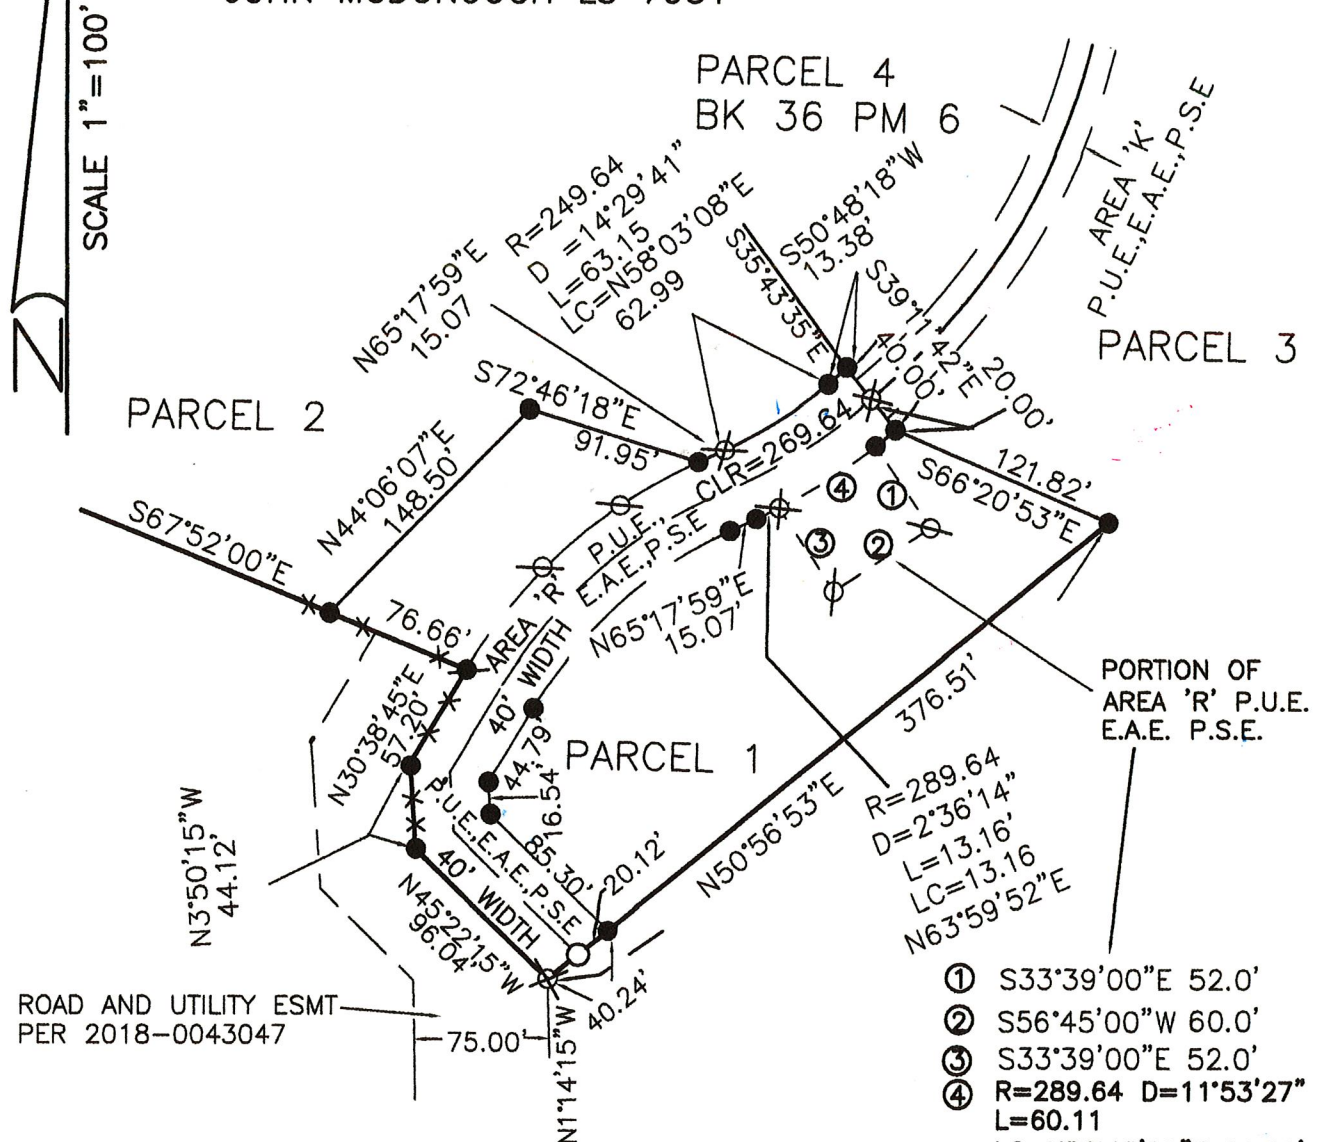 SCALE 1"=100'
N
PARCEL 4
BK 36 PM 6
AREA 'K'
P.U.E.,E.A.E.,P.S.E
R=249.64
D =14°29'41"
L=63.15
LC=N58°03'08"E
62.99
N65°17'59"E
15.07
S35°43'35"E
S50°48'18"W
13.38'
S39°11'42"E
40.00'
20.00'
PARCEL 3
S72°46'18"E
91.95'
PARCEL 2
N44°06'07"E
148.50'
CLR=269.64
121.82'
S66°20'53"E
④
①
③
②
S67°52'00"E
76.66'
AREA 'R'
P.U.E.,
E.A.E.,P.S.E
40' WIDTH
N65°17'59"E
15.07'
PORTION OF
AREA 'R' P.U.E.
E.A.E. P.S.E.
N30°38'45"E
57.20'
44.79'
16.54'
PARCEL 1
376.51'
N50°56'53"E
R=289.64
D=2°36'14"
L=13.16'
LC=13.16
N63°59'52"E
N3°50'15"W
44.12'
P.U.E.,E.A.E.,P.S.E
85.30'
20.12'
40' WIDTH
N45°22'15"W
96.04'
40.24'
ROAD AND UTILITY ESMT
PER 2018-0043047
75.00'
N1°14'15"W
① S33°39'00"E 52.0'
② S56°45'00"W 60.0'
③ S33°39'00"E 52.0'
④ R=289.64 D=11°53'27"
L=60.11